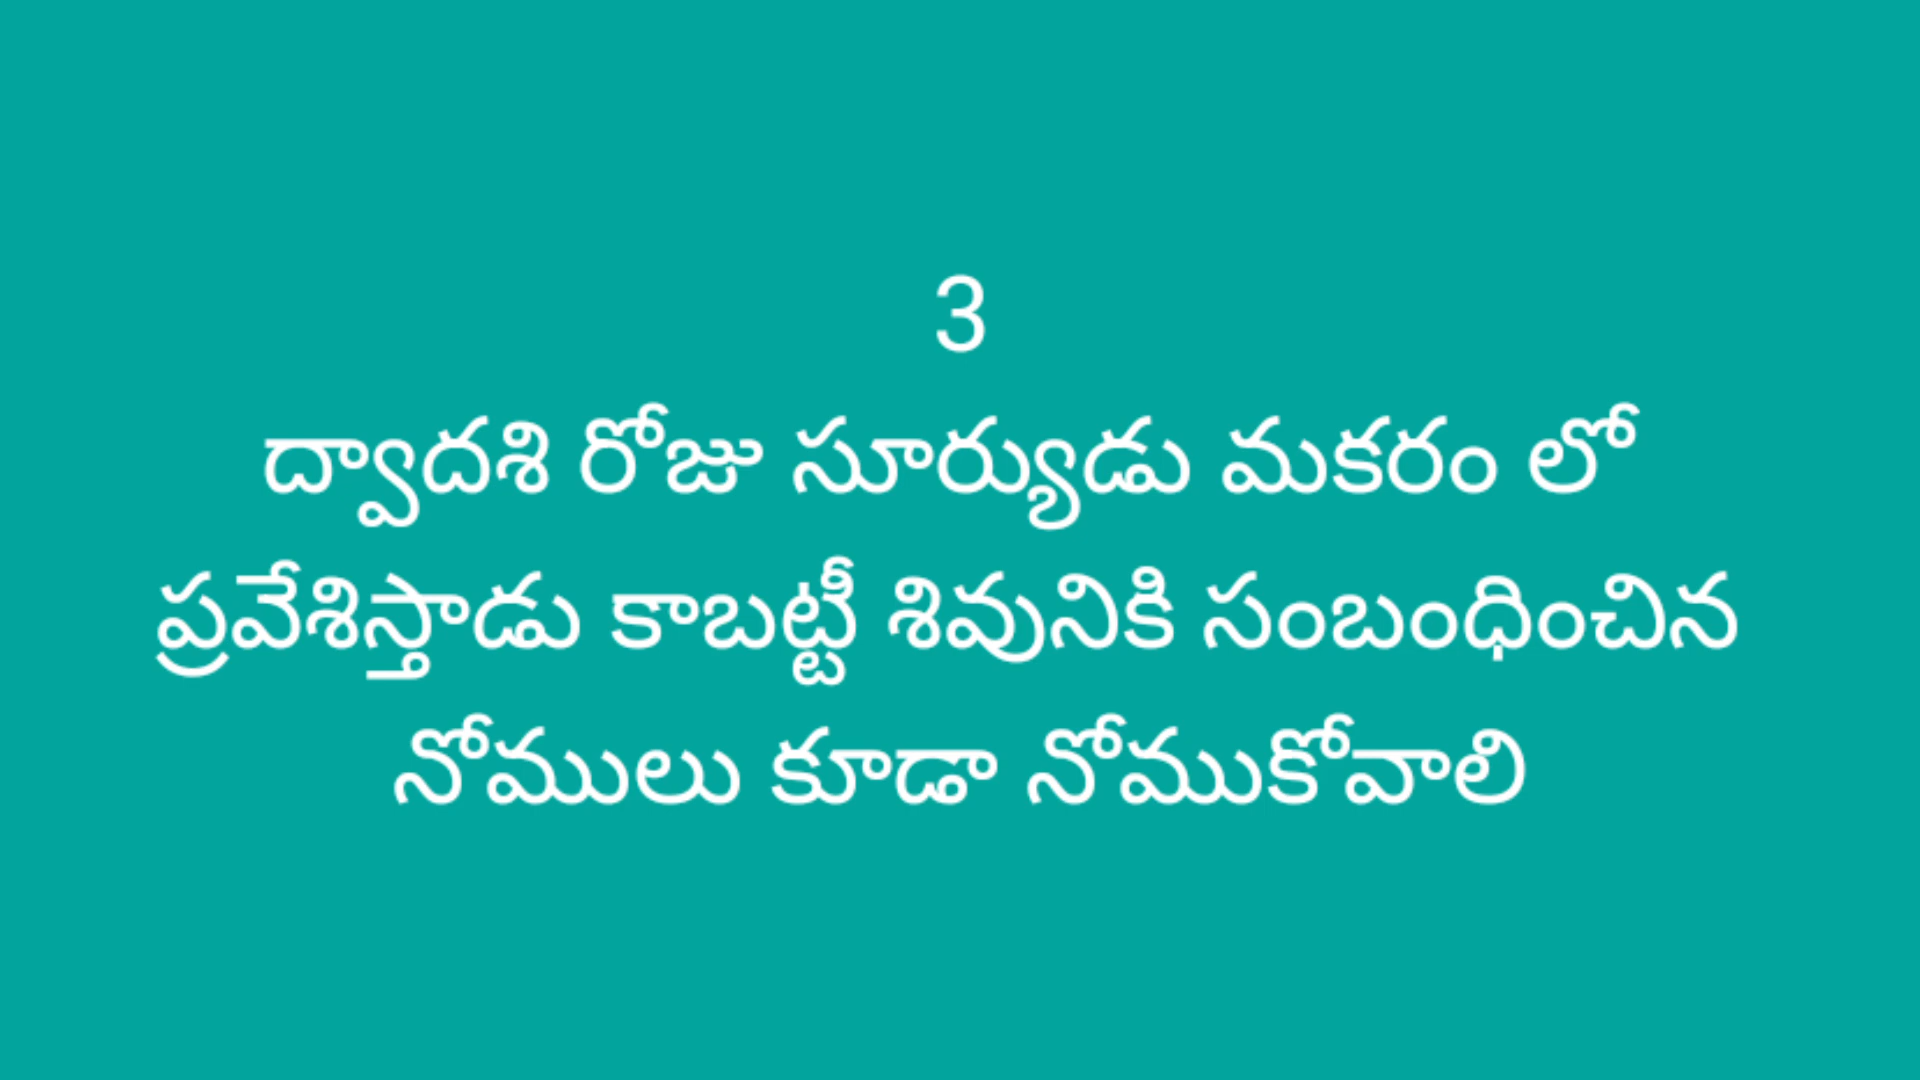 3
ద్వాదశి రోజు సూర్యుడు మకరం లో
ప్రవేశిస్తాడు కాబట్టీ శివునికి సంబంధించిన
నోములు కూడా నోముకోవాలి